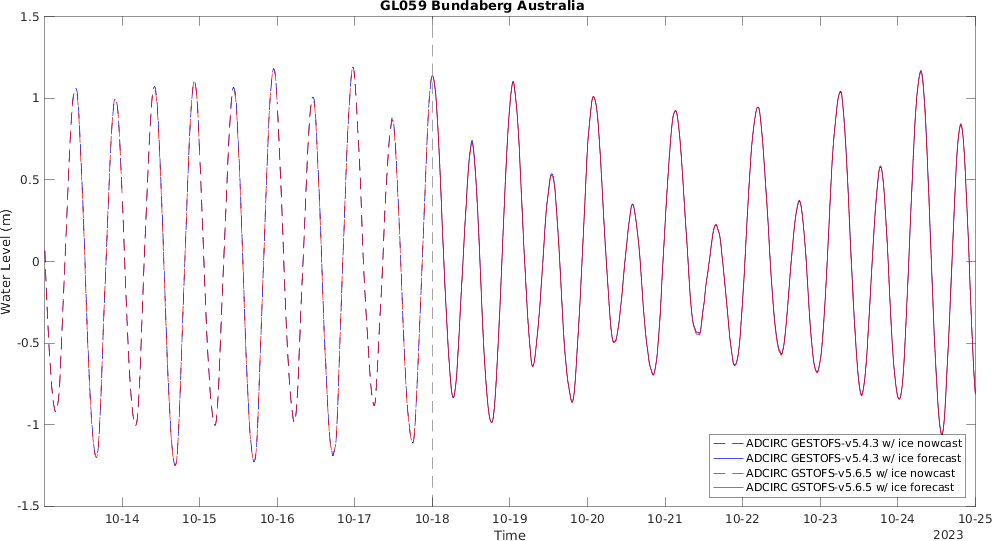 GL059 Bundaberg Australia
1.5
1
0.5
0
-0.5
-1
-1.5
Water Level (m)
10-14 10-15 10-16 10-17 10-18 10-19 10-20 10-21 10-22 10-23 10-24 10-25
Time
2023
ADCIRC GESTOFS-v5.4.3 w/ ice nowcast
ADCIRC GESTOFS-v5.4.3 w/ ice forecast
ADCIRC GSTOFS-v5.6.5 w/ ice nowcast
ADCIRC GSTOFS-v5.6.5 w/ ice forecast